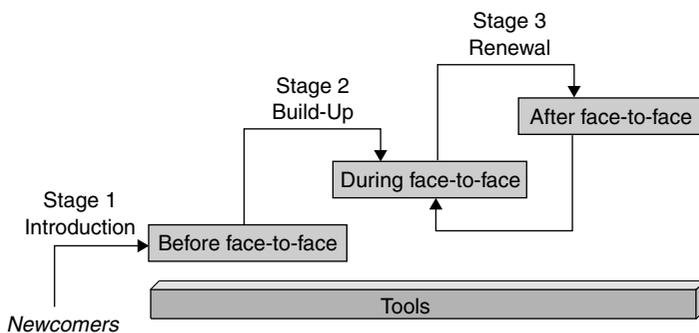 Stage 3
Renewal
Stage 2
Build-Up
After face-to-face
During face-to-face
Stage 1
Introduction
Before face-to-face
Tools
Newcomers